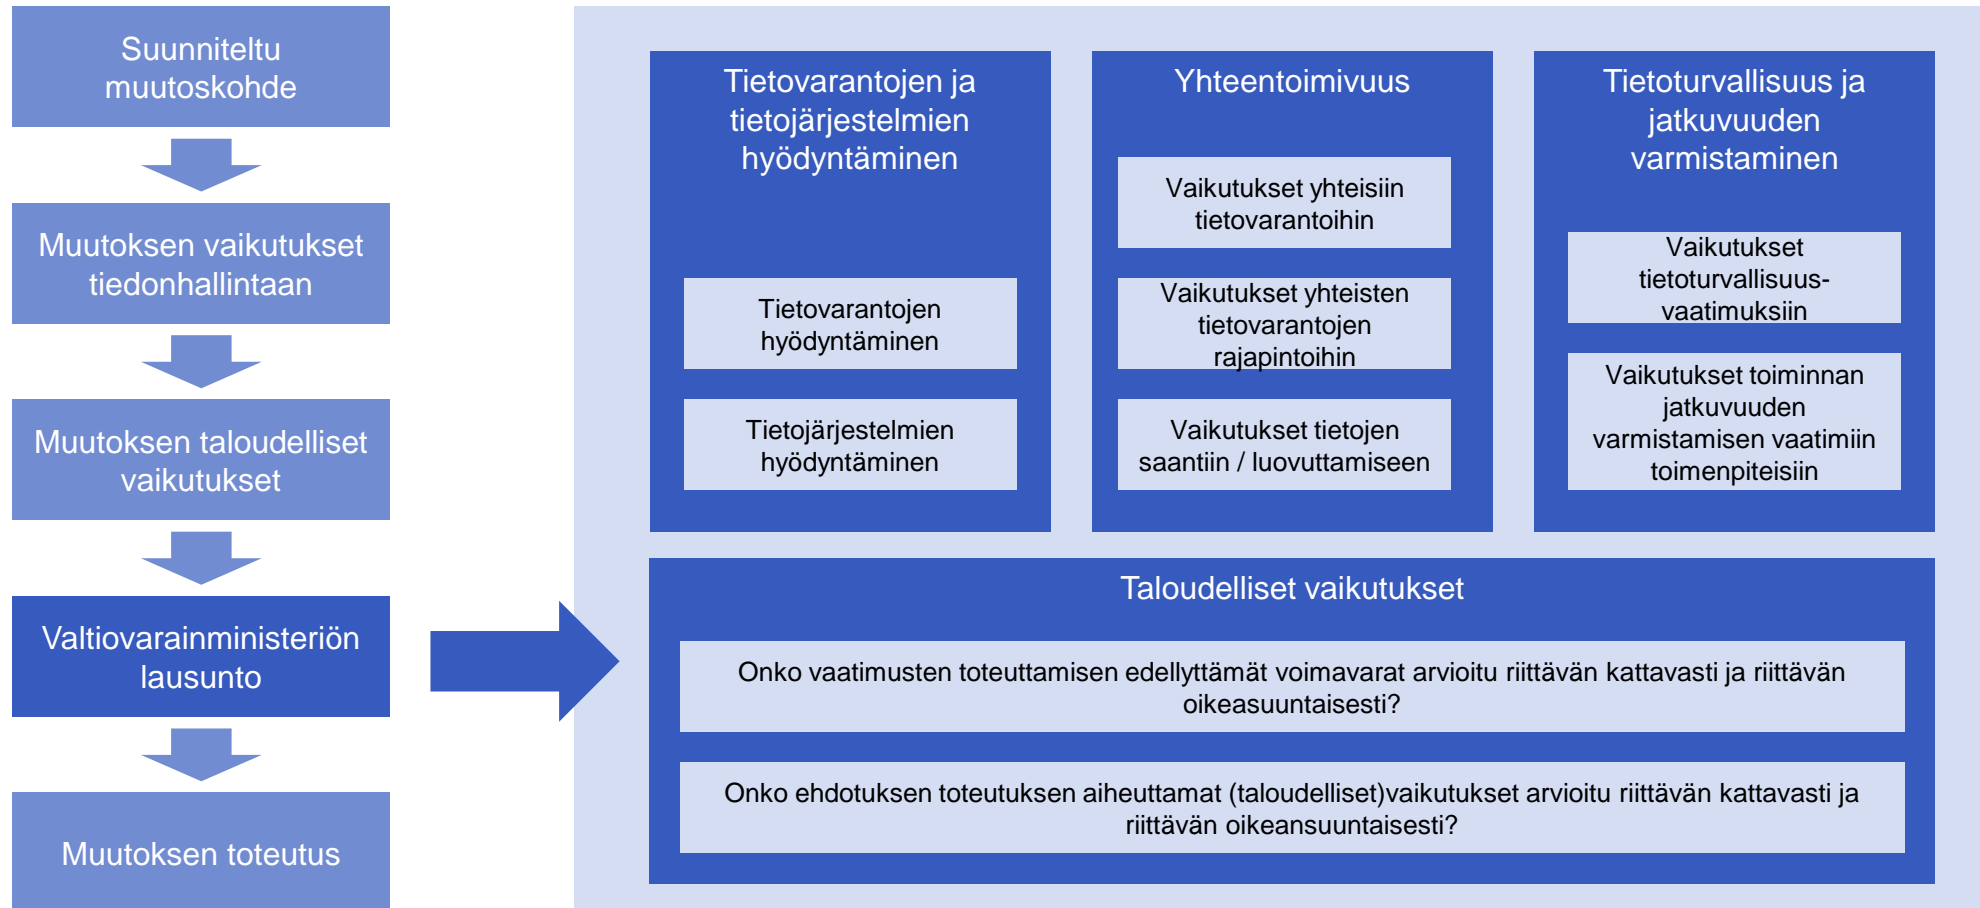 Suunniteltu
muutoskohde
Muutoksen vaikutukset
tiedonhallintaan
Muutoksen taloudelliset
vaikutukset
Valtiovarainministeriön
lausunto
Muutoksen toteutus
Tietovarantojen ja
tietojärjestelmien
hyödyntäminen
Tietovarantojen
hyödyntäminen
Tietojärjestelmien
hyödyntäminen
Yhteentoimivuus
Vaikutukset yhteisiin
tietovarantoihin
Vaikutukset yhteisten
tietovarantojen
rajapintoihin
Vaikutukset tietojen
saantiin / luovuttamiseen
Tietoturvallisuus ja
jatkuvuuden
varmistaminen
Vaikutukset
tietoturvallisuus-
vaatimuksiin
Vaikutukset toiminnan
jatkuvuuden
varmistamisen vaatimiin
toimenpiteisiin
Taloudelliset vaikutukset
Onko vaatimusten toteuttamisen edellyttämät voimavarat arvioitu riittävän kattavasti ja riittävän
oikeasuuntaisesti?
Onko ehdotuksen toteutuksen aiheuttamat (taloudelliset)vaikutukset arvioitu riittävän kattavasti ja
riittävän oikeansuuntaisesti?